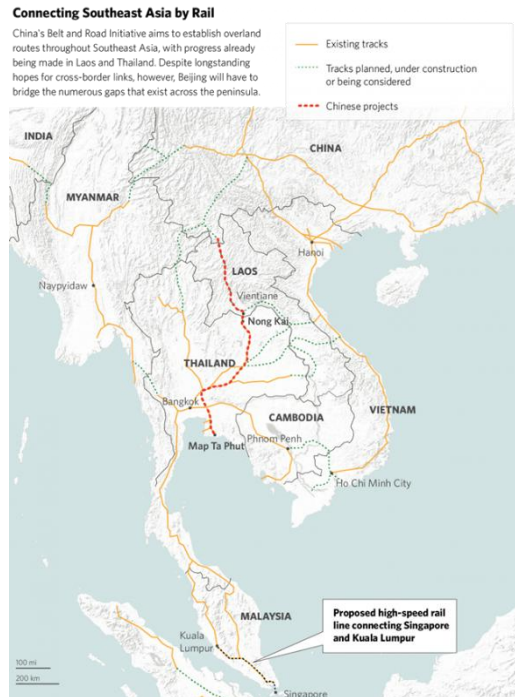 Connecting Southeast Asia by Rail
China's Belt and Road Initiative aims to establish overland
routes throughout Southeast Asia, with progress already
being made in Laos and Thailand. Despite longstanding
hopes for cross-border links, however, Beijing will have to
bridge the numerous gaps that exist across the peninsula.
Existing tracks
Tracks planned, under construction
or being considered
Chinese projects
INDIA
CHINA
MYANMAR
Hanoi
LAOS
Naypyidaw
Vientiane
Nong Kai
THAILAND
Bangkok
CAMBODIA
VIETNAM
Map Ta Phut
Phnom Penh
Ho Chi Minh City
MALAYSIA
Proposed high-speed rail
line connecting Singapore
and Kuala Lumpur
Kuala
Lumpur
100 mi
200 km
Singapore